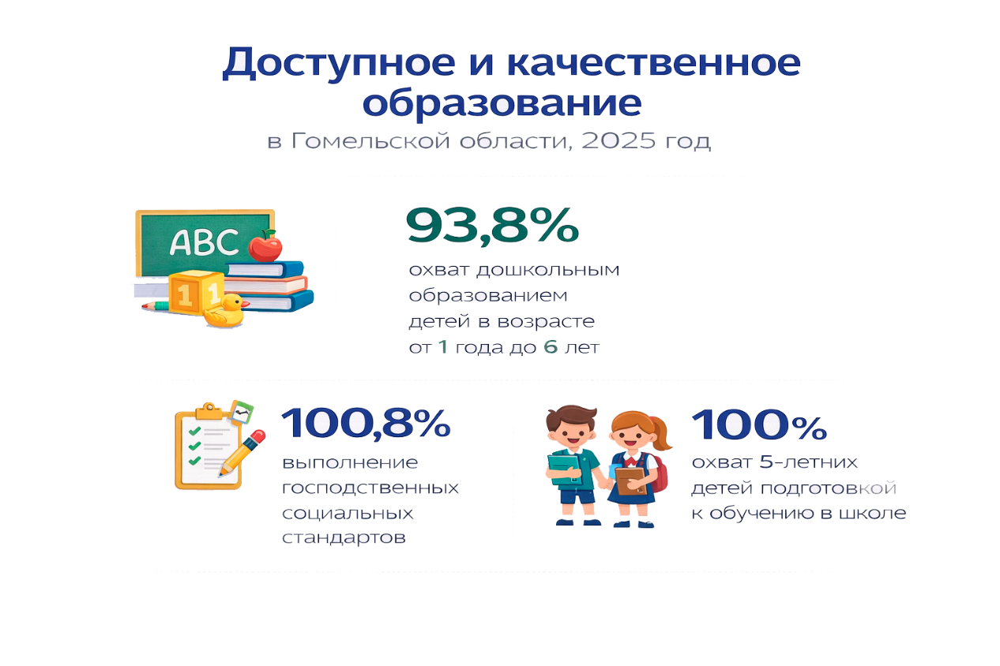 Доступное и качественное
образование
в Гомельской области, 2025 год
ABC
1 1
93,8%
охват дошкольным
образованием
детей в возрасте
от 1 года до 6 лет
100,8%
выполнение
господственных
социальных
стандартов
100%
охват 5-летних
детей подготовкой
к обучению в школе